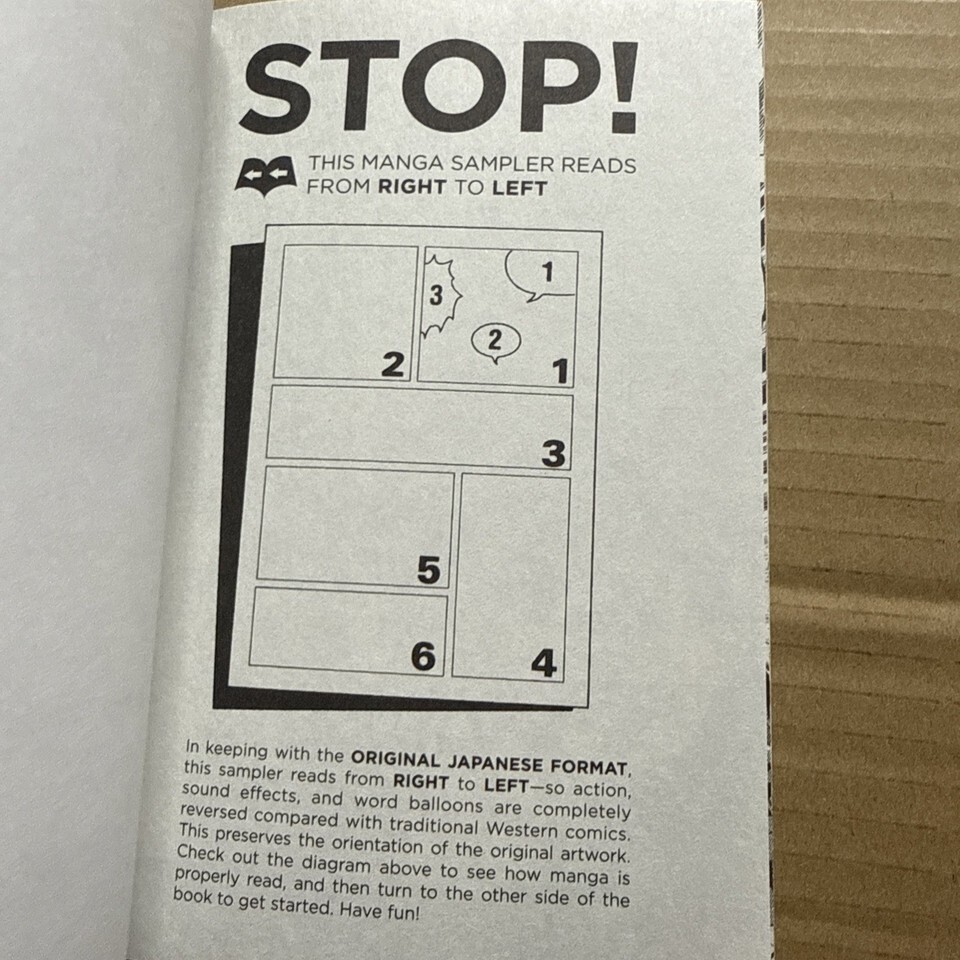 STOP!
THIS MANGA SAMPLER READS
FROM RIGHT TO LEFT
1
2
3
1
2
3
4
5
6
In keeping with the ORIGINAL JAPANESE FORMAT,
this sampler reads from RIGHT to LEFT—so action,
sound effects, and word balloons are completely
reversed compared with traditional Western comics.
This preserves the orientation of the original artwork.
Check out the diagram above to see how manga is
properly read, and then turn to the other side of the
book to get started. Have fun!